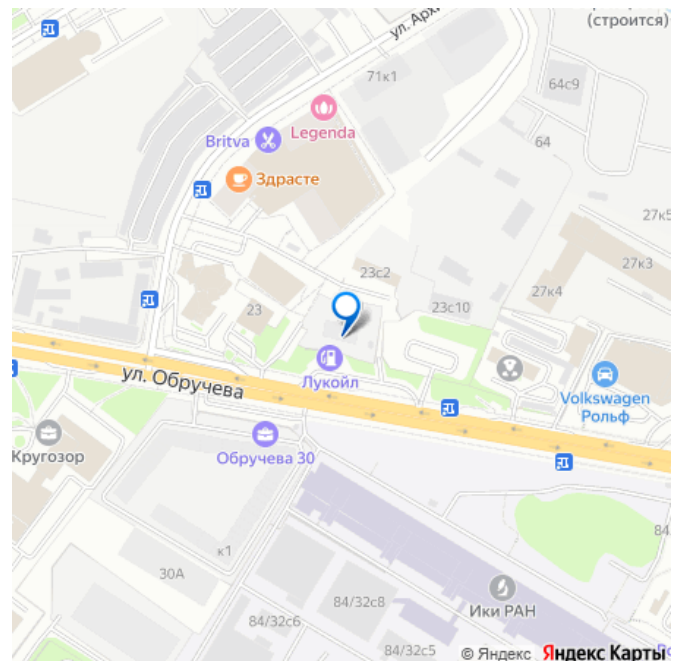 (строится)
ул. Архи
71к1
64с9
Legenda
Britva
64
Здрасте
27к5
23с2
27к3
27к4
23
23с10
Лукойл
ул. Обручева
Volkswagen
Рольф
Кругозор
Обручева 30
к1
84
30А
84/32с8
Ики РАН
84/32с6
84/32с5
© Яндекс Яндекс Карты